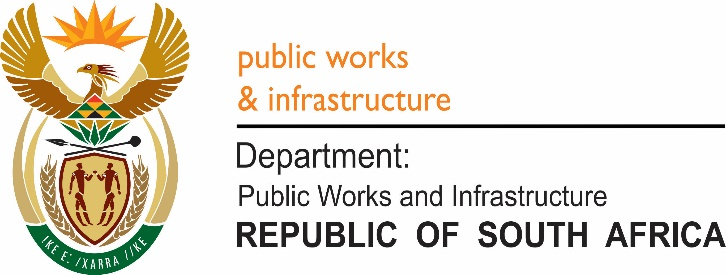 public works
& infrastructure
Department:
Public Works and Infrastructure
REPUBLIC OF SOUTH AFRICA
!KE E: /XARRA //KE